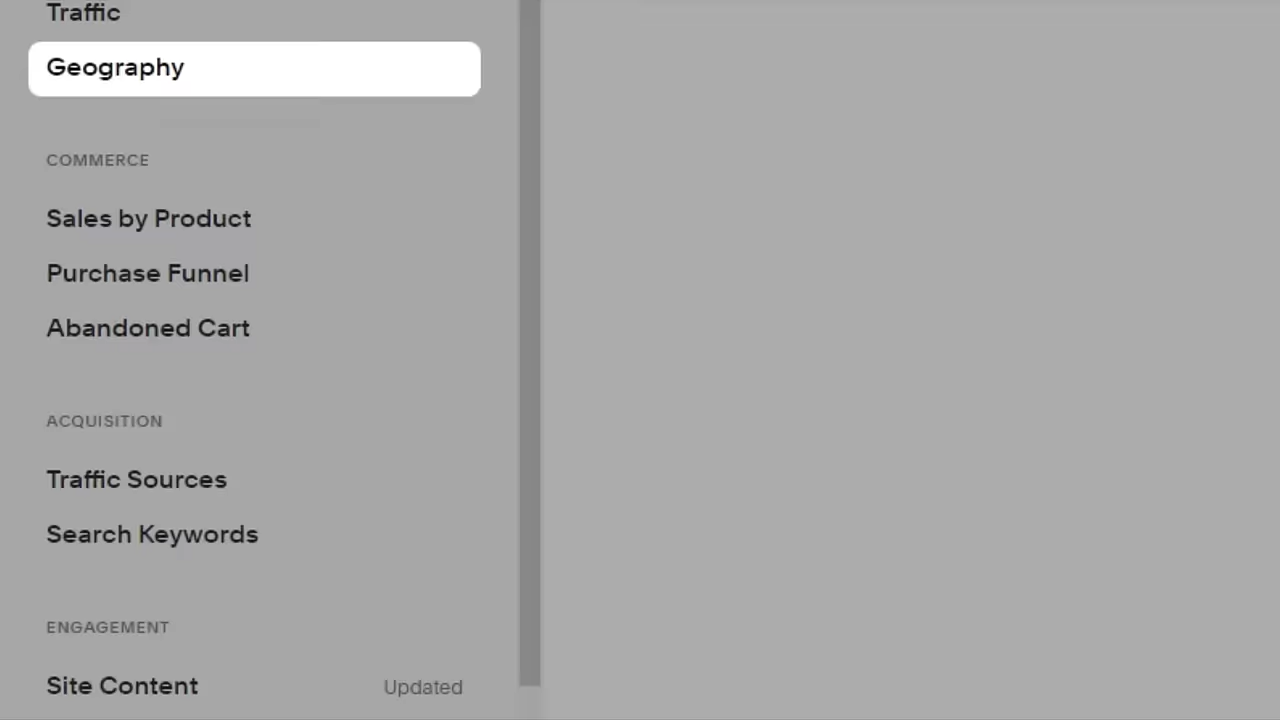 Traffic
Geography
COMMERCE
Sales by Product
Purchase Funnel
Abandoned Cart
ACQUISITION
Traffic Sources
Search Keywords
ENGAGEMENT
Site Content Updated